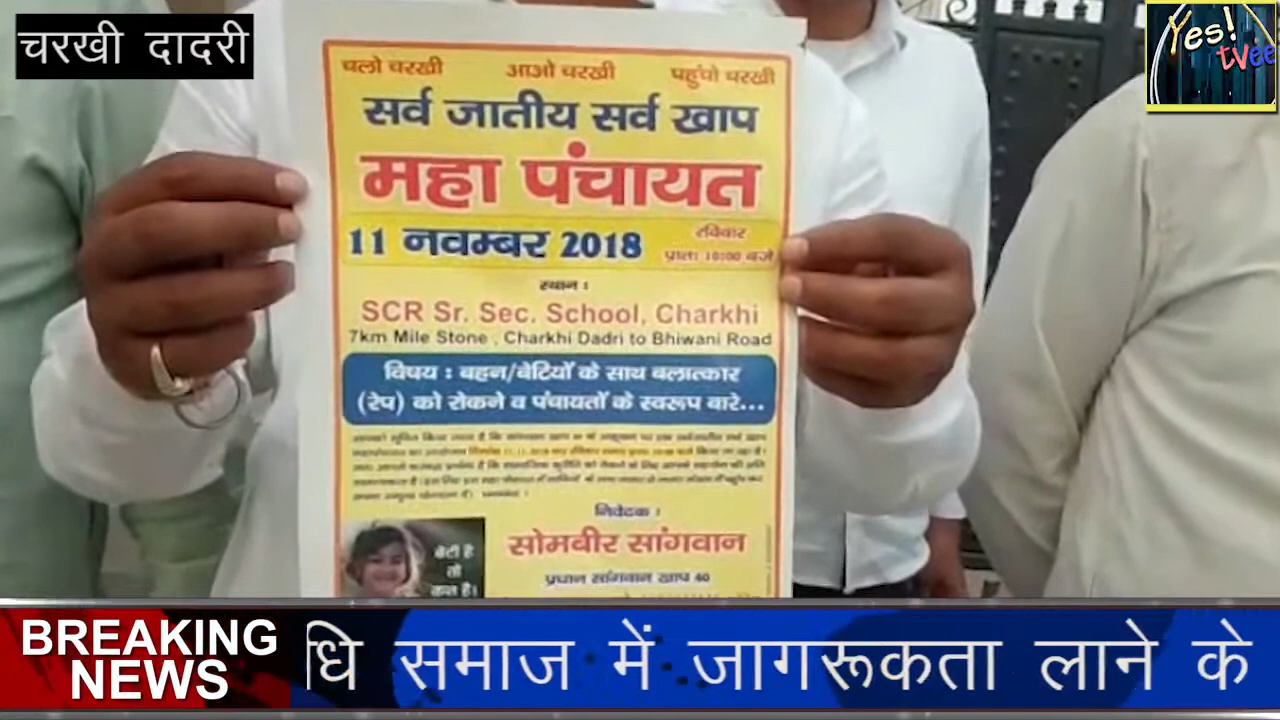 चरखी दादरी
Yes!
tvee
चलो चरखी आओ चरखी पहुंचो चरखी
सर्व जातीय सर्व खाप
महा पंचायत
11 नवम्बर 2018
रविवार
प्रातः 10:00 बजे
स्थान :
SCR Sr. Sec. School, Charkhi
7km Mile Stone , Charkhi Dadri to Bhiwani Road
विषय : बहन/बेटियों के साथ बलात्कार
(रेप) को रोकने व पंचायतों के स्वरूप बारे...
निवेदक :
सोमबीर सांगवान
प्रधान सांगवान खाप 40
बेटी है
तो
कल है।
BREAKING
NEWS
धि समाज में जागरूकता लाने के